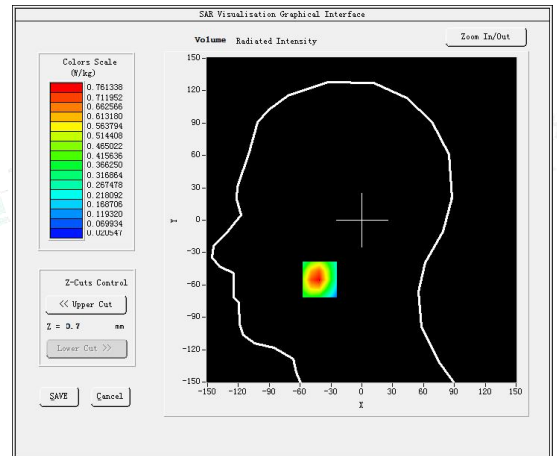 SAR Visualisation Graphical Interface
Volume Radiated Intensity
Zoom In/Out
Colors Scale
(W/kg)
0.761338
0.711952
0.662566
0.613180
0.563794
0.514408
0.465022
0.415636
0.366250
0.316864
0.267478
0.218092
0.168706
0.119320
0.069934
0.020547
Z-Cuts Control
<< Upper Cut
Z = 0.7 mm
Lower Cut >>
SAVE Cancel
150
120
90
60
30
Y 0
-30
-60
-90
-120
-150
-150 -120 -90 -60 -30 0 30 60 90 120 150
X